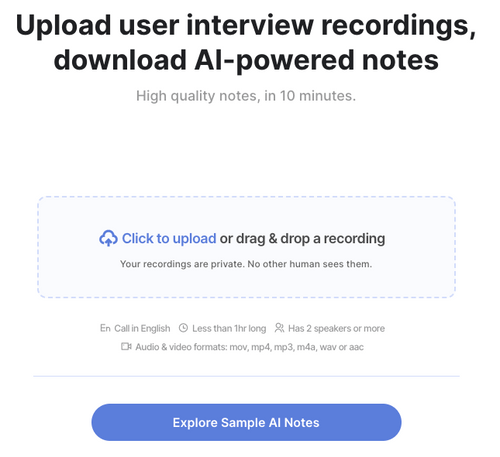 Upload user interview recordings,
download AI-powered notes
High quality notes, in 10 minutes.
Click to upload or drag & drop a recording
Your recordings are private. No other human sees them.
En Call in English Less than 1hr long Has 2 speakers or more
Audio & video formats: mov, mp4, mp3, m4a, wav or aac
Explore Sample AI Notes